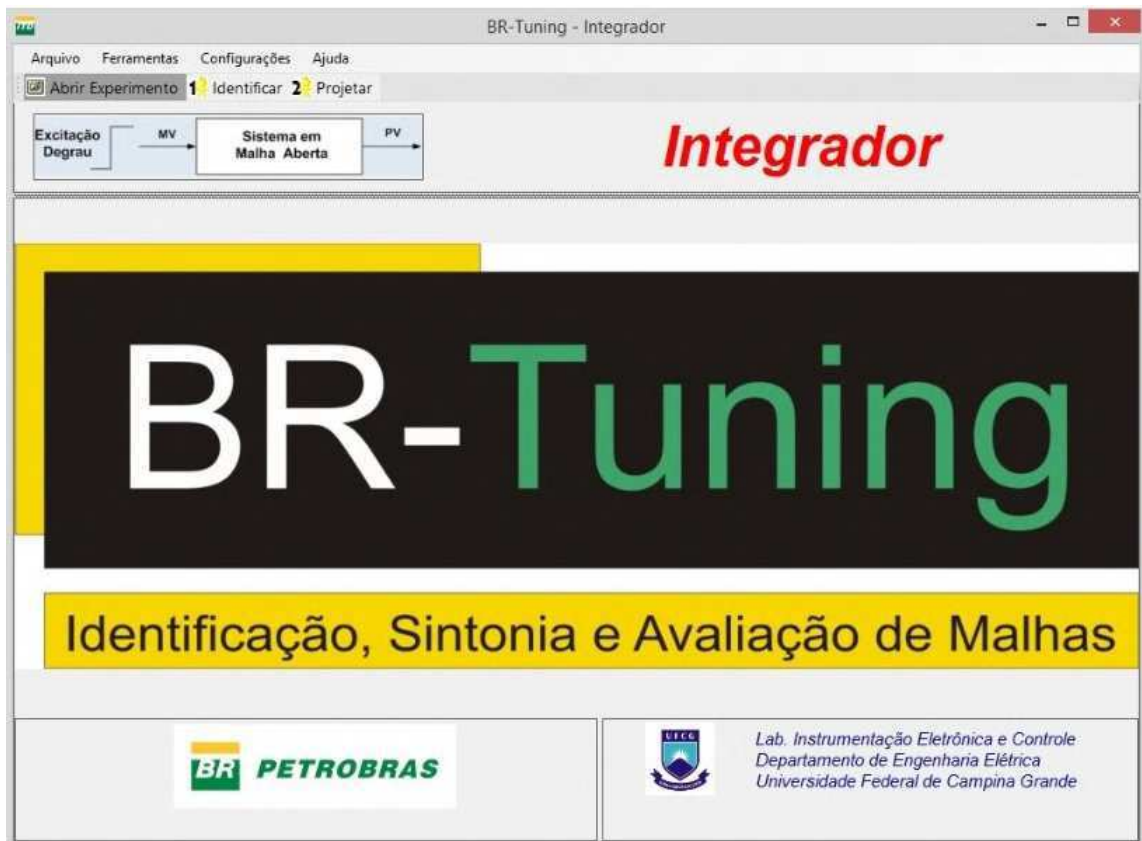 BR-Tuning - Integrador
Arquivo Ferramentas Configurações Ajuda
Abrir Experimento 1 Identificar 2 Projetar
Excitação Degrau
MV
Sistema em
Malha Aberta
PV
Integrador
BR-Tuning
Identificação, Sintonia e Avaliação de Malhas
BR PETROBRAS
UFCG
Lab. Instrumentação Eletrônica e Controle
Departamento de Engenharia Elétrica
Universidade Federal de Campina Grande